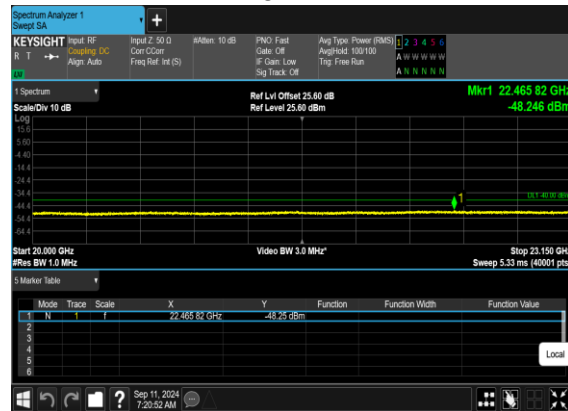 Spectrum Analyzer 1
Swept SA
+
KEYSIGHT Input: RF Input Z: 50 Ω #Atten: 10 dB PNO: Fast Avg Type: Power (RMS) 1 2 3 4 5 6
R T Coupling: DC Corr CCorr Gate: Off Avg|Hold: 100/100 A W W W W W
Align: Auto Freq Ref: Int (S) IF Gain: Low Trig: Free Run
LXI Sig Track: Off A N N N N N
1 Spectrum Ref Lvl Offset 25.60 dB Mkr1 22.465 82 GHz
Scale/Div 10 dB Ref Level 25.60 dBm -48.246 dBm
Log
15.6
5.60
-4.40
-14.4
-24.4
-34.4 1 UL1 -40.00 dBm
-44.4
-54.4
-64.4
Start 20.000 GHz Video BW 3.0 MHz* Stop 23.150 GHz
#Res BW 1.0 MHz Sweep 5.33 ms (40001 pts)
5 Marker Table
Mode Trace Scale X Y Function Function Width Function Value
1 N 1 f 22.465 82 GHz -48.25 dBm
2
3
4
5
6
Local
? Sep 11, 2024
7:20:52 AM